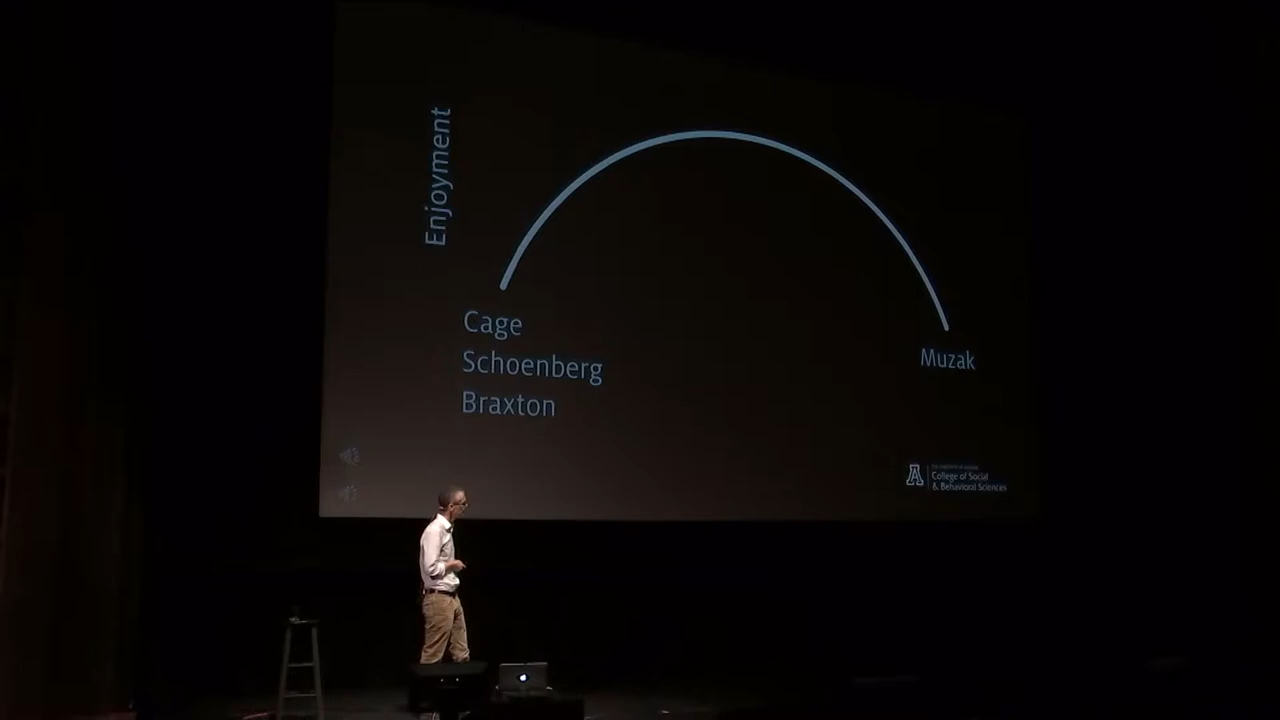 Enjoyment
Cage
Schoenberg
Braxton
Muzak
College of Social
& Behavioral Sciences